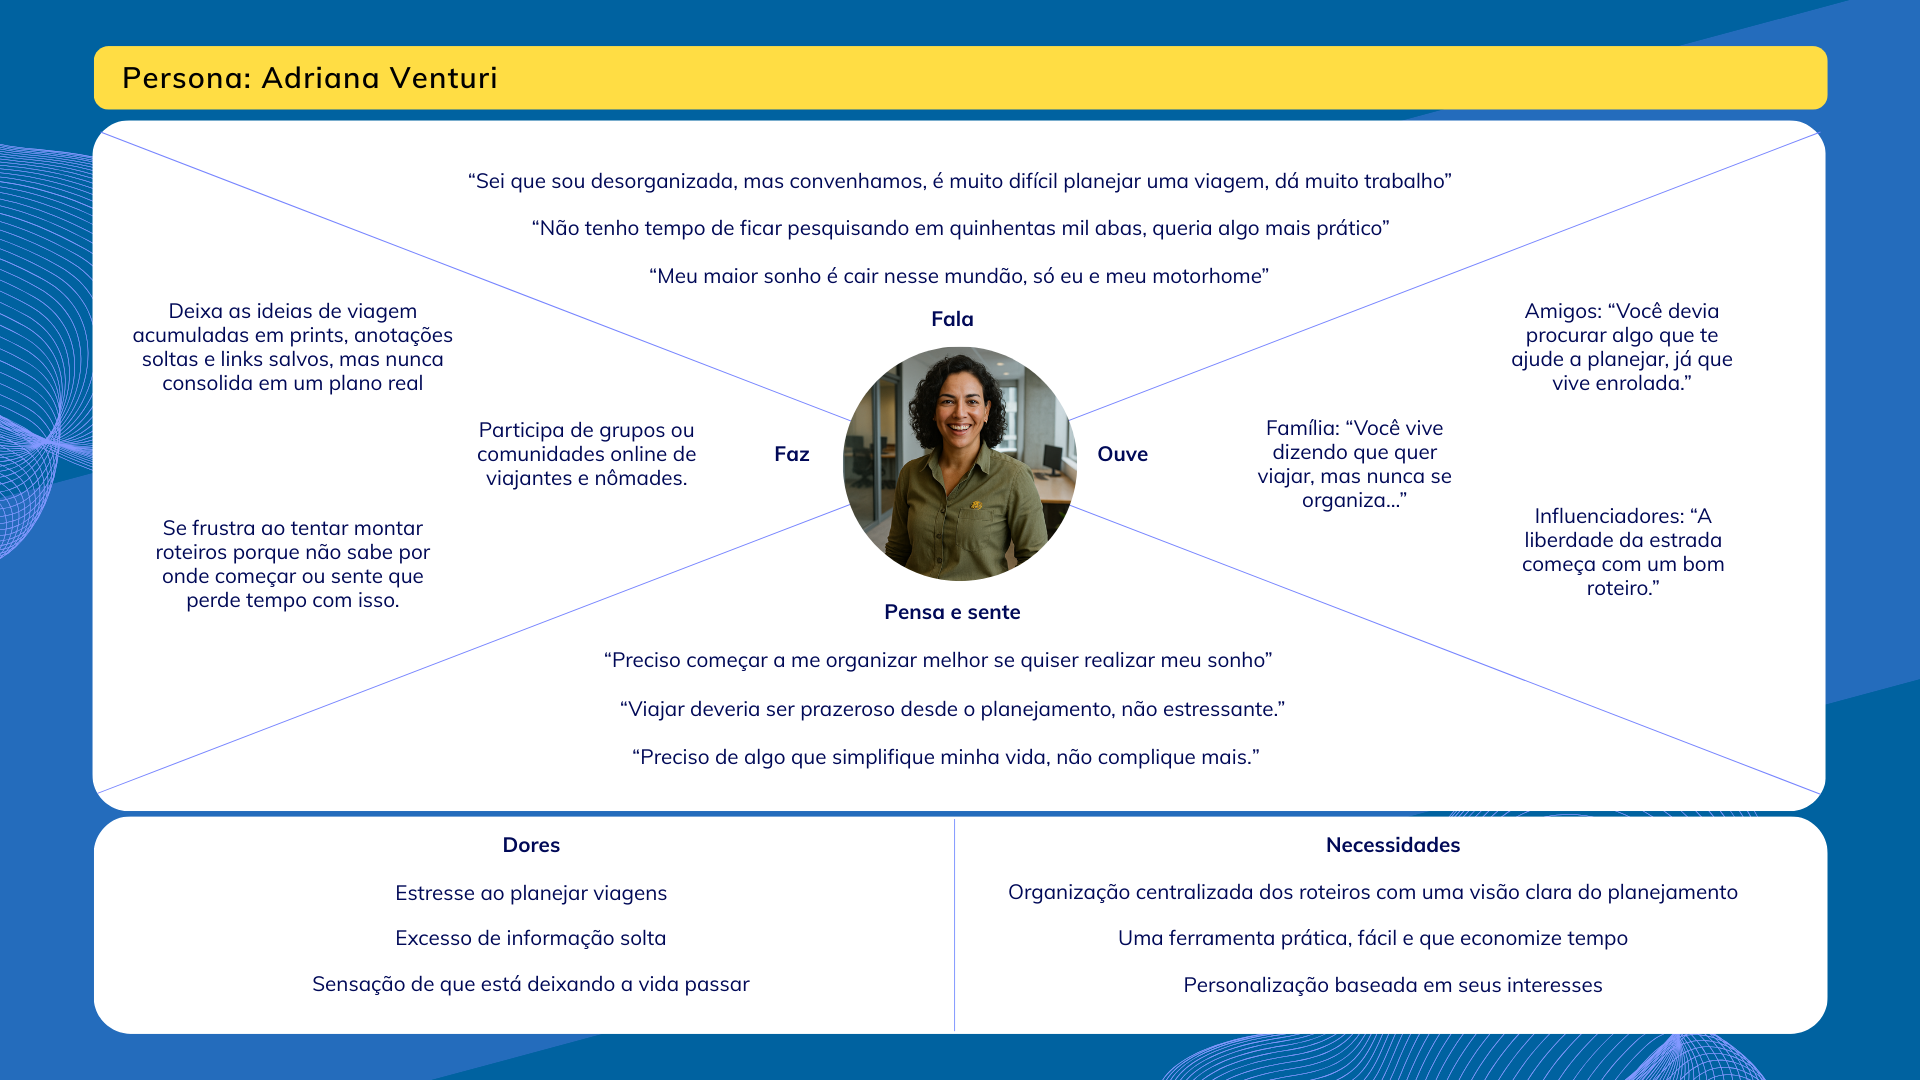 Persona: Adriana Venturi
“Sei que sou desorganizada, mas convenhamos, é muito difícil planejar uma viagem, dá muito trabalho”
“Não tenho tempo de ficar pesquisando em quinhentas mil abas, queria algo mais prático”
“Meu maior sonho é cair nesse mundão, só eu e meu motorhome”
Fala
Deixa as ideias de viagem
acumuladas em prints, anotações
soltas e links salvos, mas nunca
consolida em um plano real
Participa de grupos ou
comunidades online de
viajantes e nômades.
Faz
Se frustra ao tentar montar
roteiros porque não sabe por
onde começar ou sente que
perde tempo com isso.
Ouve
Amigos: “Você devia
procurar algo que te
ajude a planejar, já que
vive enrolada.”
Família: “Você vive
dizendo que quer
viajar, mas nunca se
organiza...”
Influenciadores: “A
liberdade da estrada
começa com um bom
roteiro.”
Pensa e sente
“Preciso começar a me organizar melhor se quiser realizar meu sonho”
“Viajar deveria ser prazeroso desde o planejamento, não estressante.”
“Preciso de algo que simplifique minha vida, não complique mais.”
Dores
Estresse ao planejar viagens
Excesso de informação solta
Sensação de que está deixando a vida passar
Necessidades
Organização centralizada dos roteiros com uma visão clara do planejamento
Uma ferramenta prática, fácil e que economize tempo
Personalização baseada em seus interesses